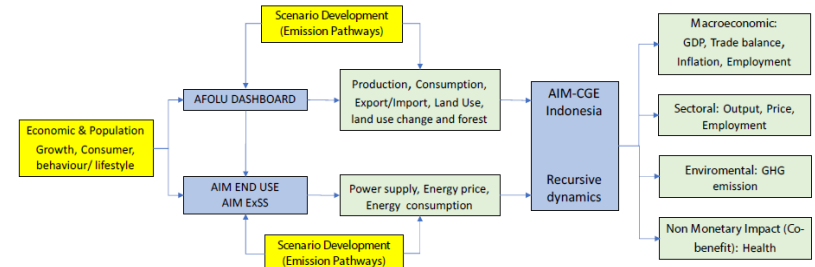 Scenario Development
(Emission Pathways)
Macroeconomic:
GDP, Trade balance,
Inflation, Employment
AFOLU DASHBOARD
Production, Consumption,
Export/Import, Land Use,
land use change and forest
AIM-CGE
Indonesia
Recursive
dynamics
Sectoral: Output, Price,
Employment
Economic & Population
Growth, Consumer,
behaviour/ lifestyle
AIM END USE
AIM ExSS
Power supply, Energy price,
Energy consumption
Enviromental: GHG
emission
Scenario Development
(Emission Pathways)
Non Monetary Impact (Co-
benefit): Health